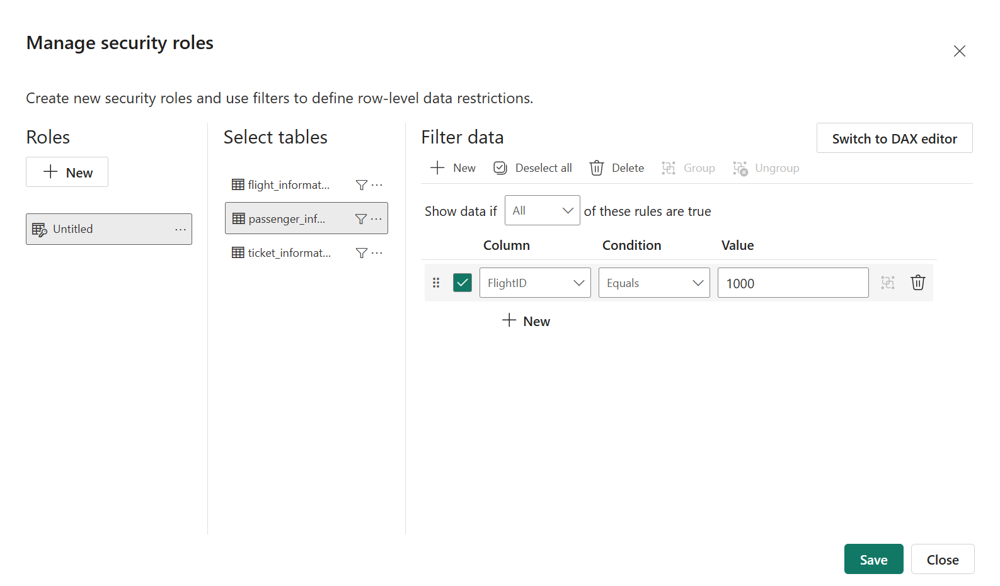 Manage security roles
Create new security roles and use filters to define row-level data restrictions.
Roles
New
Untitled
Select tables
flight_informat...
passenger_inf...
ticket_informat...
Filter data
Switch to DAX editor
New Deselect all Delete Group Ungroup
Show data if All of these rules are true
Column Condition Value
FlightID Equals 1000
New
Save Close